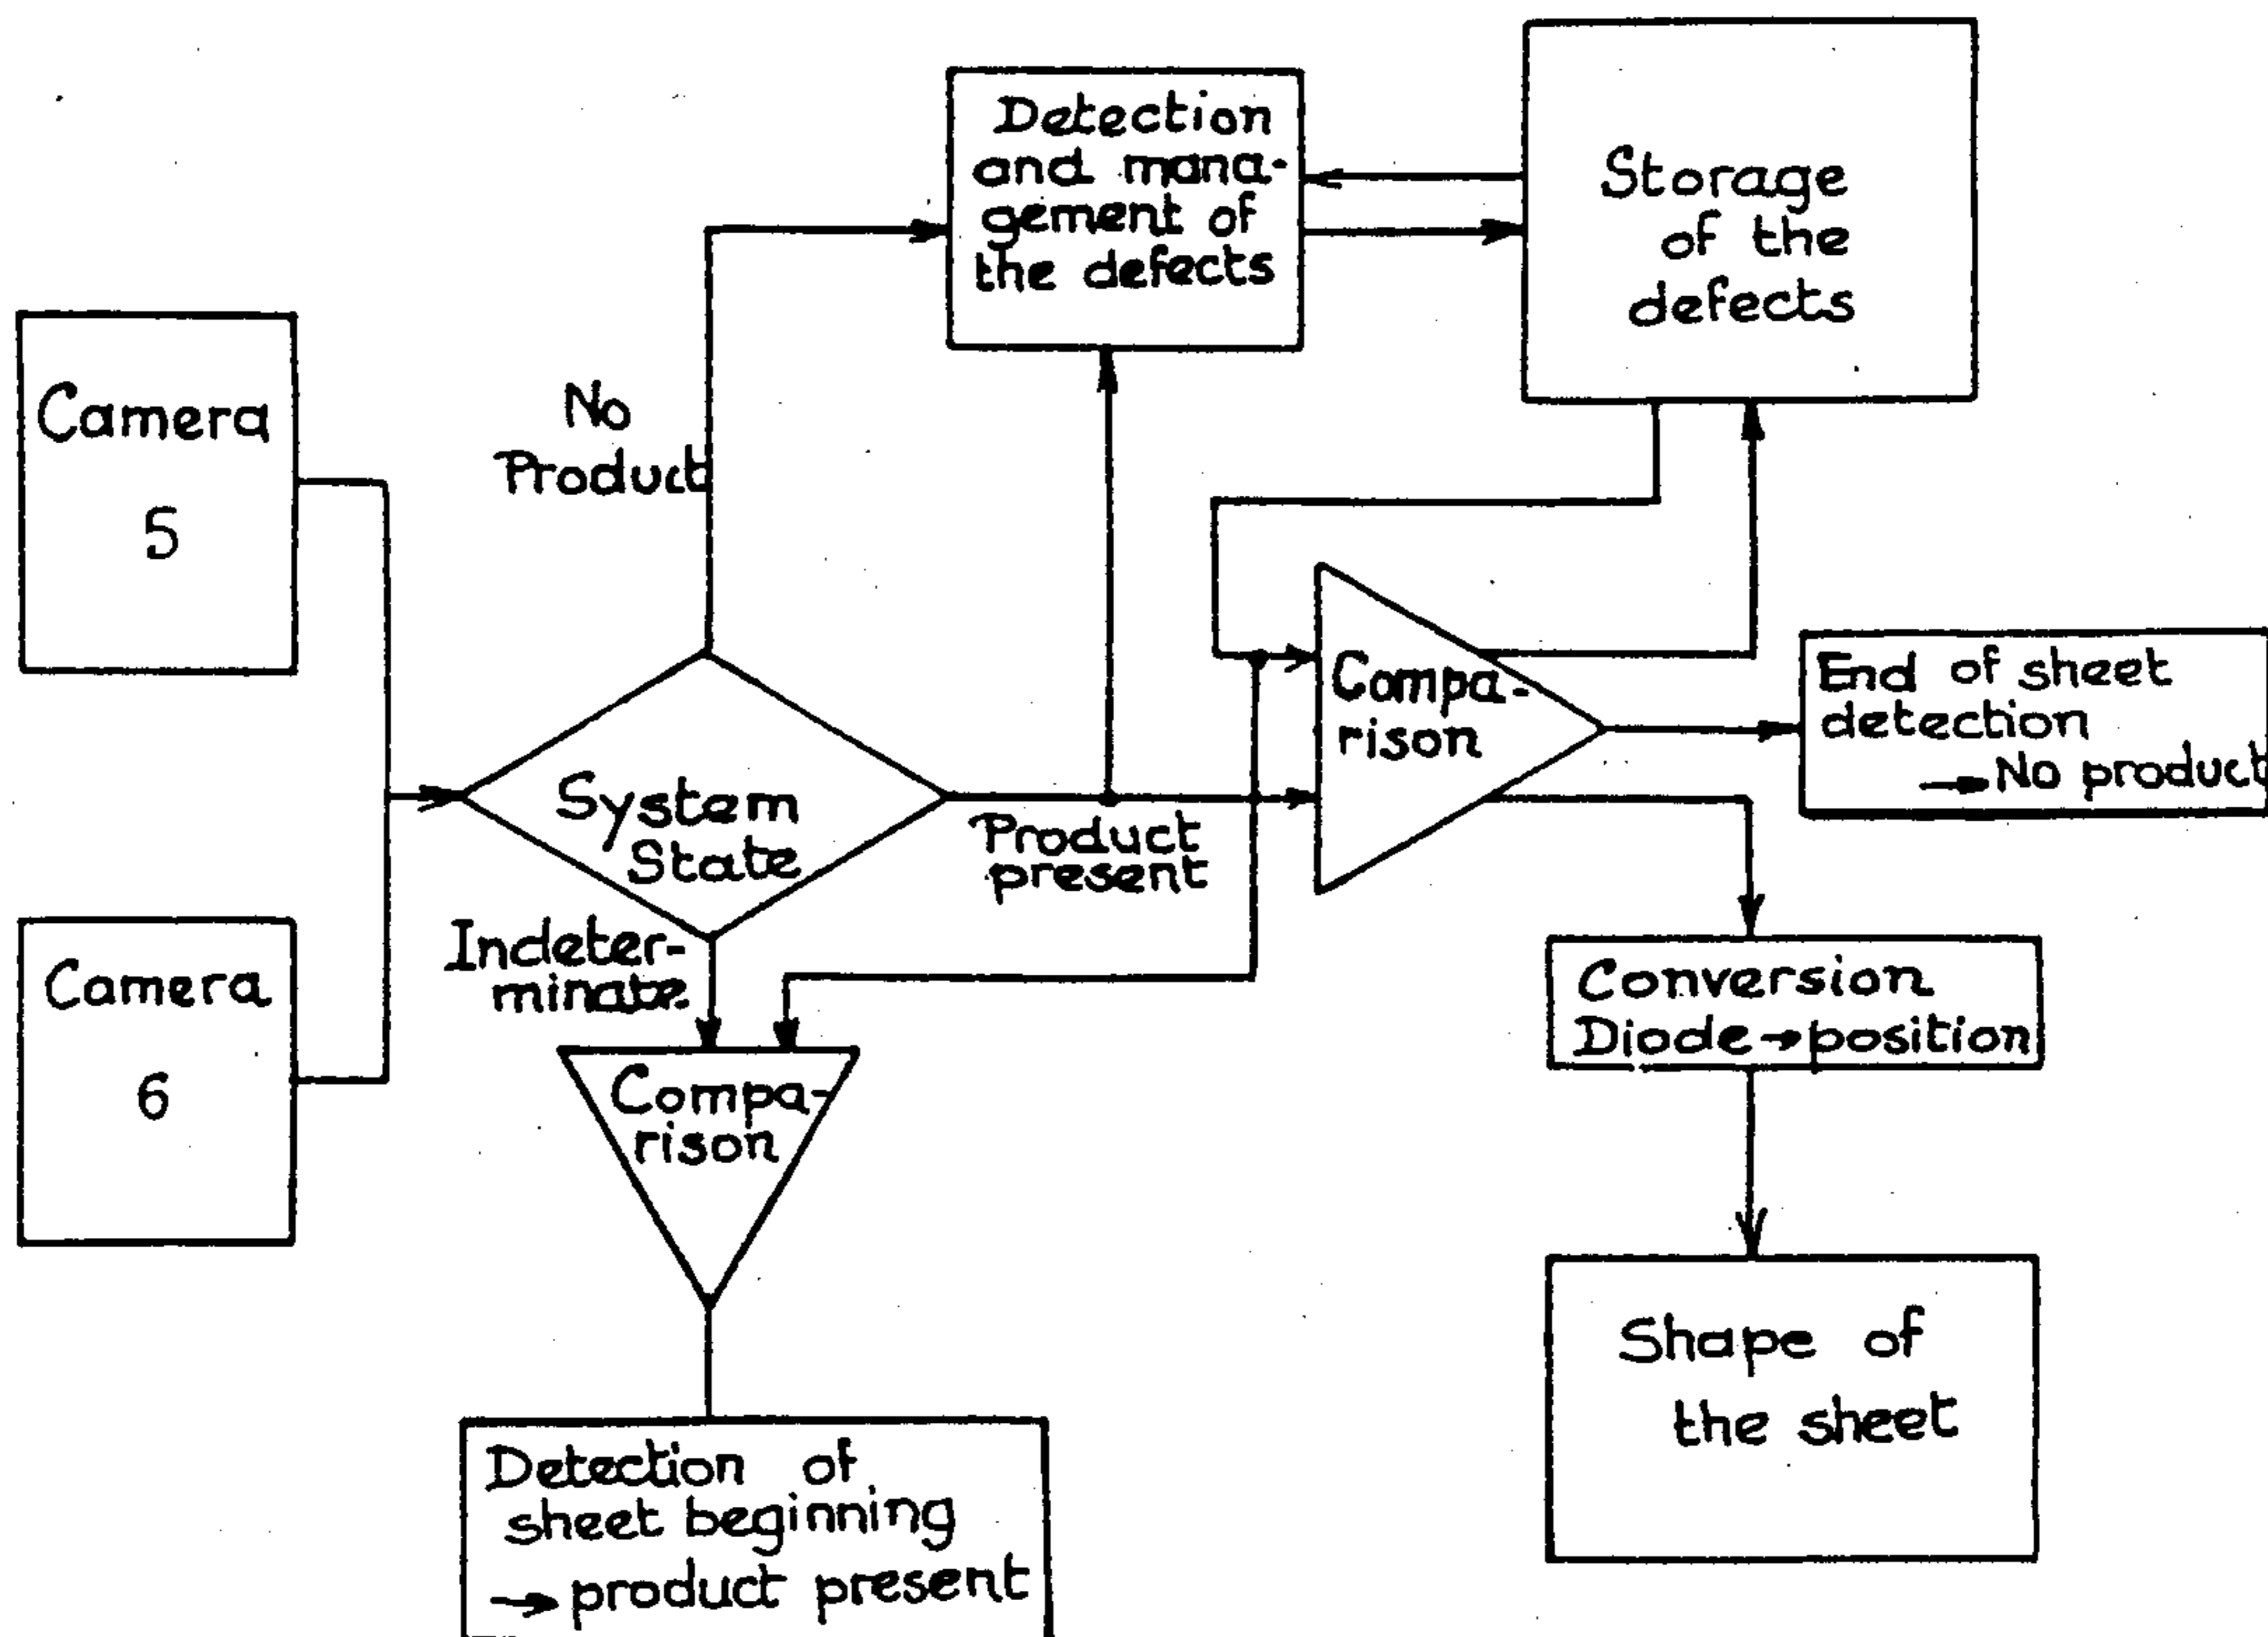 Detection
and mana-
gement of
the defects
Storage
of the
defects
Camera
5
No
Product
Compa-
rison
End of sheet
detection
→ No product
System
State
Product
present
Indeter-
minate
Camera
6
Conversion
Diode→position
Compa-
rison
Shape of
the sheet
Detection of
sheet beginning
→ product present